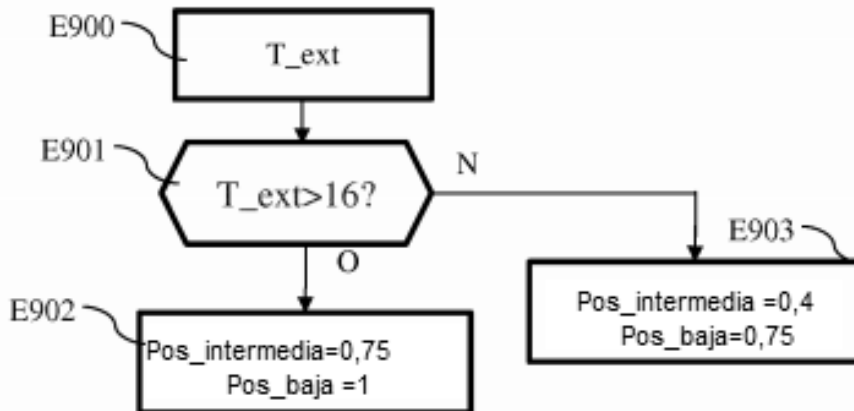 E900
T_ext
E901
T_ext>16?
N
O
E903
Pos_intermedia =0,4
Pos_baja=0,75
E902
Pos_intermedia=0,75
Pos_baja =1